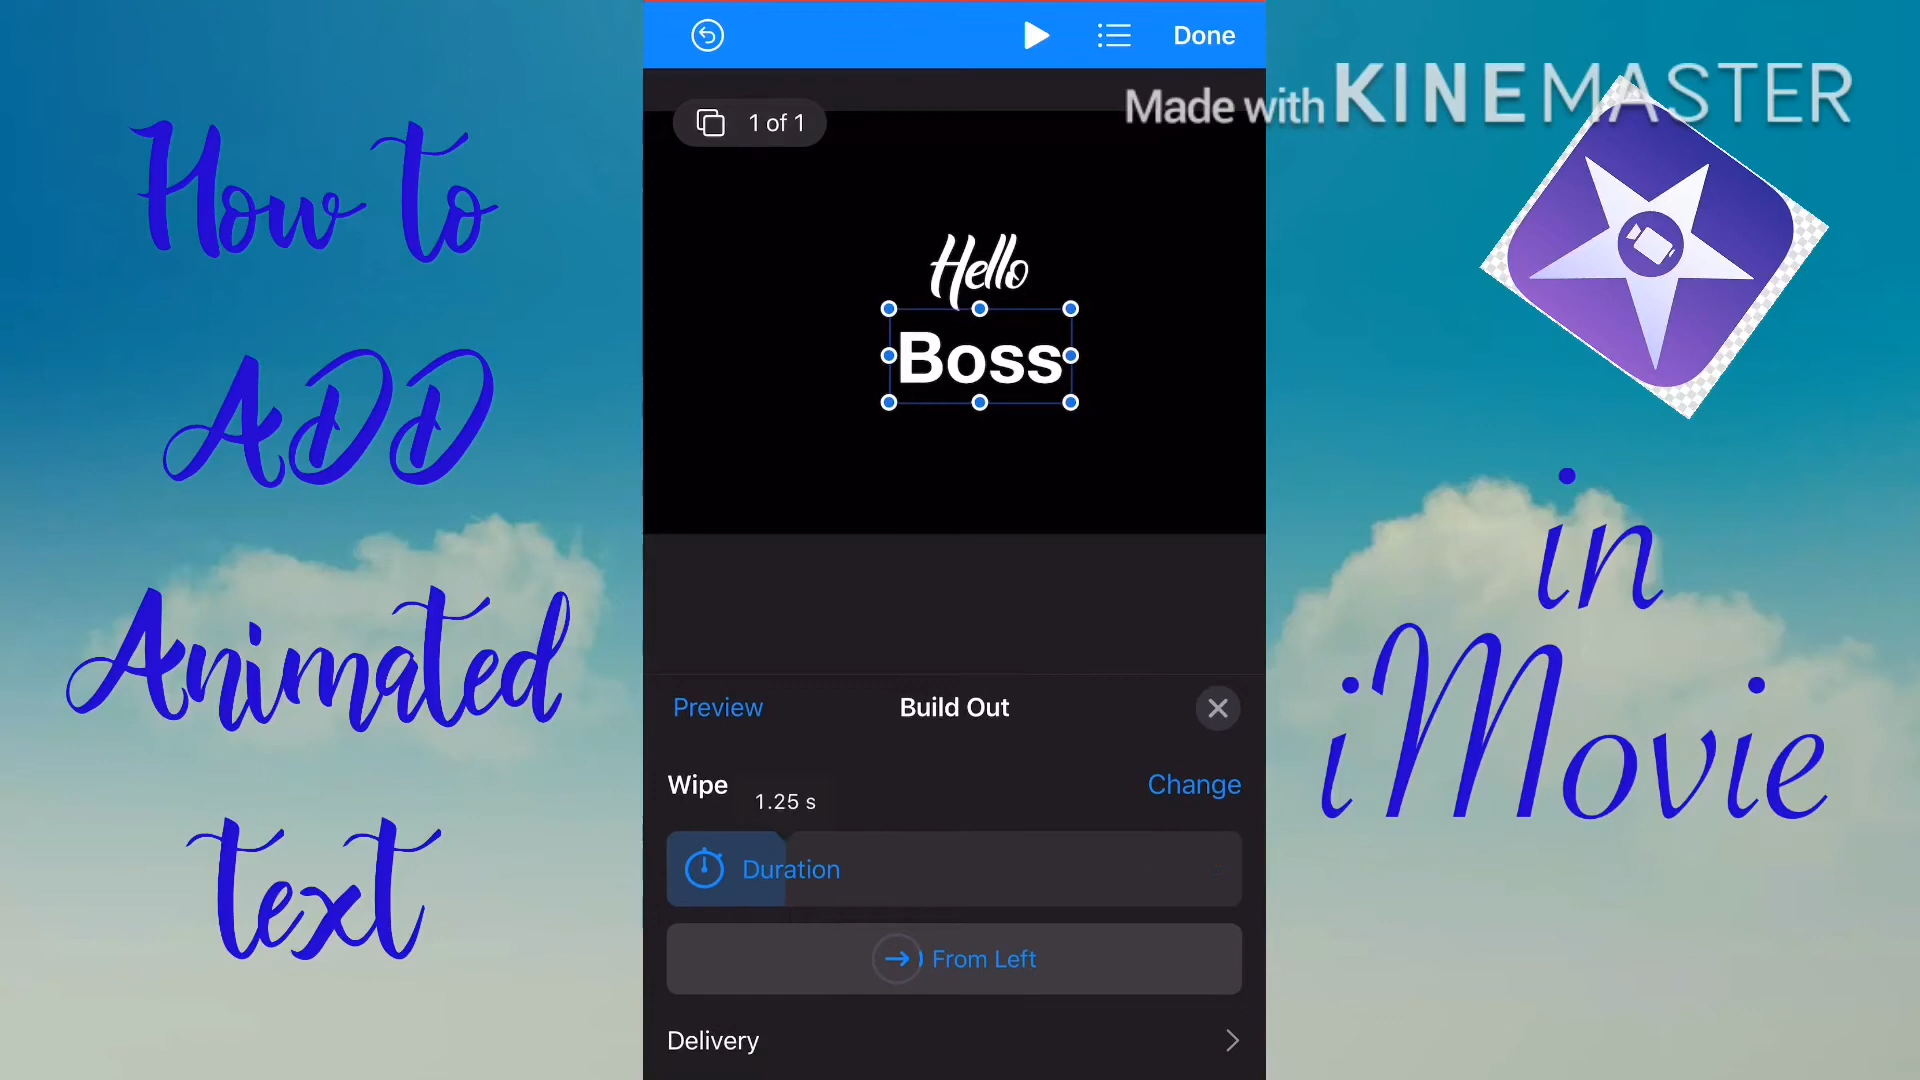 How to
ADD
Animated
text
Done
1 of 1
Made with KINEMASTER
Hello
Boss
Preview
Build Out
Wipe
1.25 s
Change
Duration
From Left
Delivery
in
iMovie